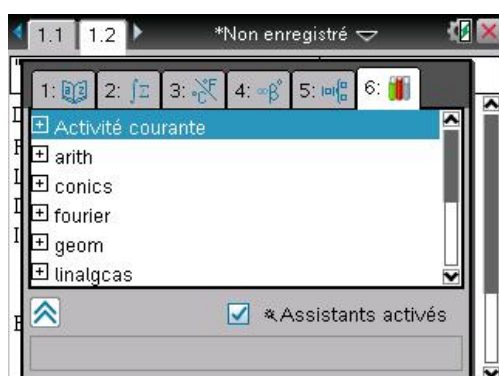 1.1 1.2 *Non enregistré
1: 2: ∫Σ 3: °C°F 4: ∞β° 5: 6:
Activité courante
arith
conics
fourier
geom
linalgcas
Assistants activés